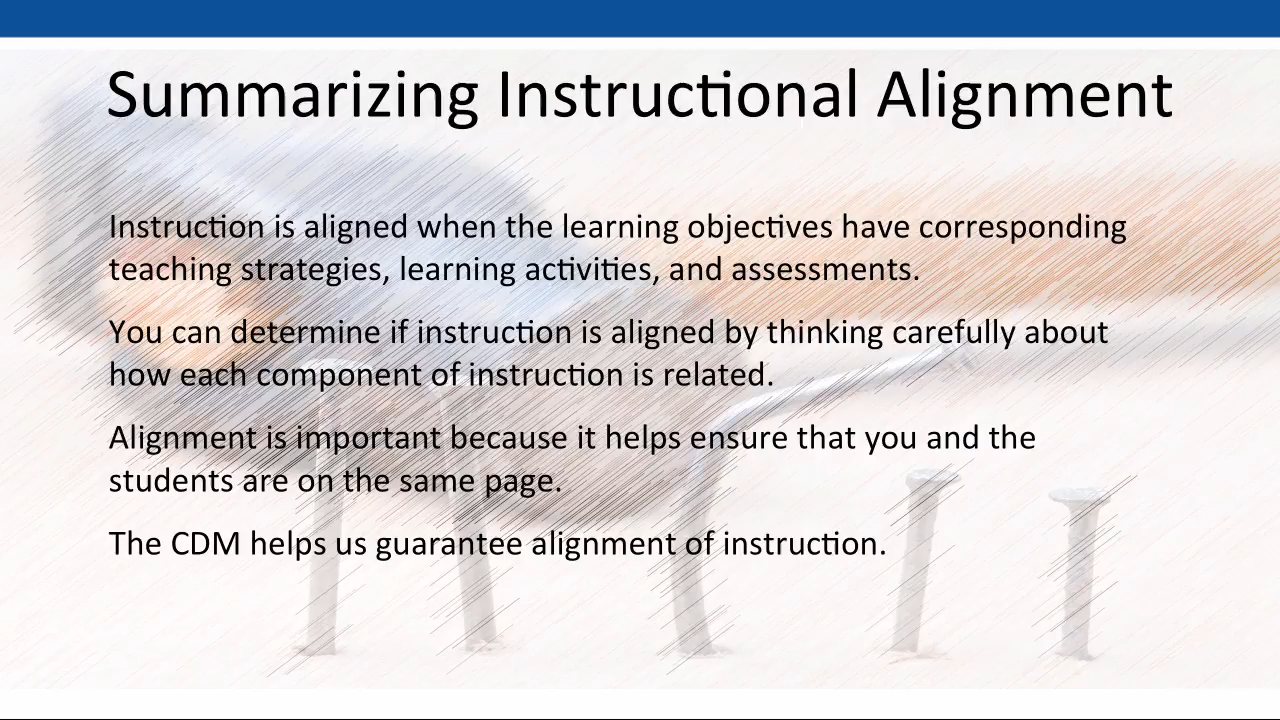 Summarizing Instructional Alignment
Instruction is aligned when the learning objectives have corresponding
teaching strategies, learning activities, and assessments.
You can determine if instruction is aligned by thinking carefully about
how each component of instruction is related.
Alignment is important because it helps ensure that you and the
students are on the same page.
The CDM helps us guarantee alignment of instruction.